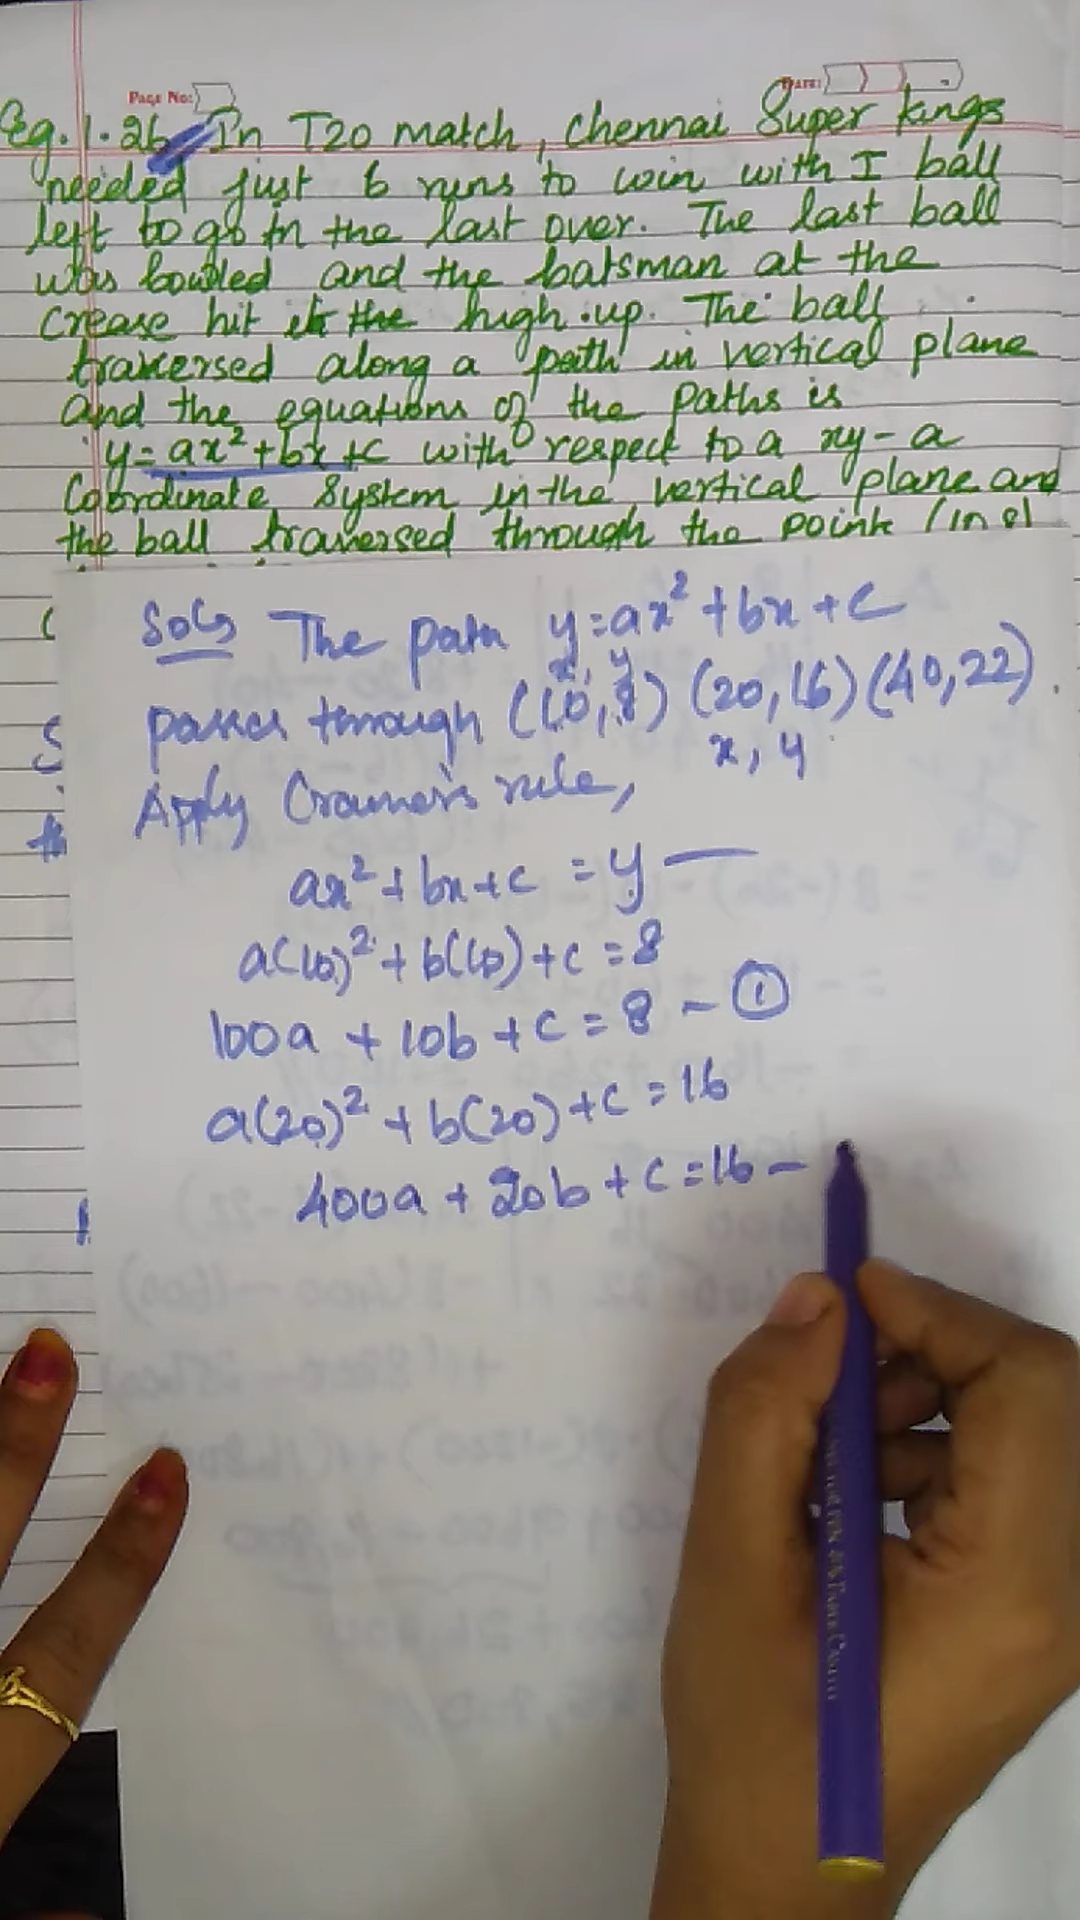 Page No:
Date:
Eg. 1.26 In T20 match, Chennai Super kings
needed just 6 runs to win with 1 ball
left to go in the last over. The last ball
was bowled and the batsman at the
crease hit it the high.up. The ball
traversed along a path in vertical plane
and the equations of the paths is
y=ax²+bx+c with respect to a xy-a
Coordinate System in the vertical plane and
the ball traversed through the point (in 8)
Soln The path y=ax²+bx+c
x, y
passes through ((10,8) (20,16)(40,22).
x, y
Apply Cramer's rule,
ax²+bx+c = y —
a(10)²+b(10)+c=8
100a + 10b + c = 8 – ①
a(20)² + b(20)+c=16
400a + 20b + c=16 –